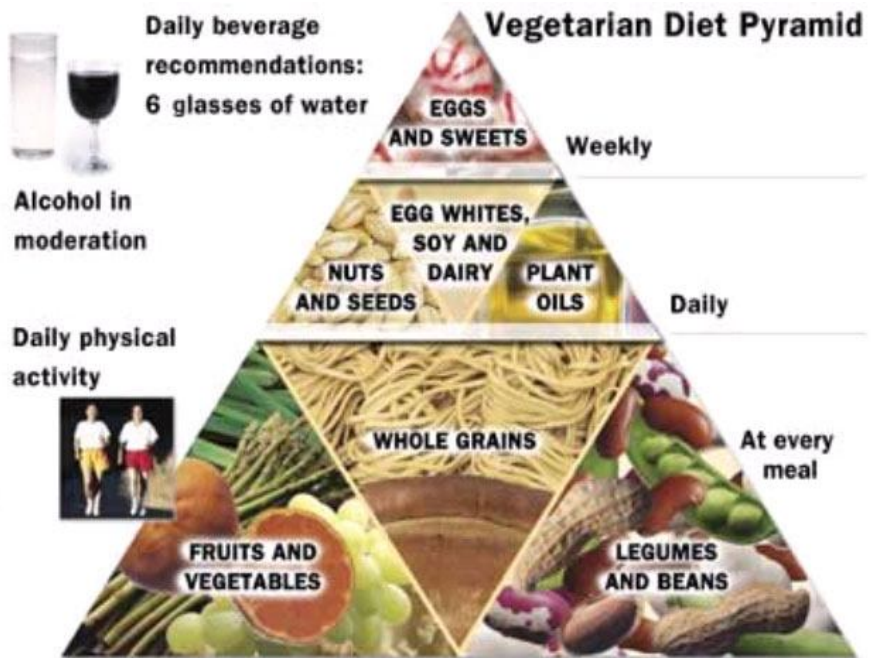 Vegetarian Diet Pyramid
Daily beverage
recommendations:
6 glasses of water
Alcohol in
moderation
Daily physical
activity
EGGS
AND SWEETS
Weekly
EGG WHITES,
SOY AND
DAIRY
NUTS
AND SEEDS
PLANT
OILS
Daily
WHOLE GRAINS
At every
meal
FRUITS AND
VEGETABLES
LEGUMES
AND BEANS